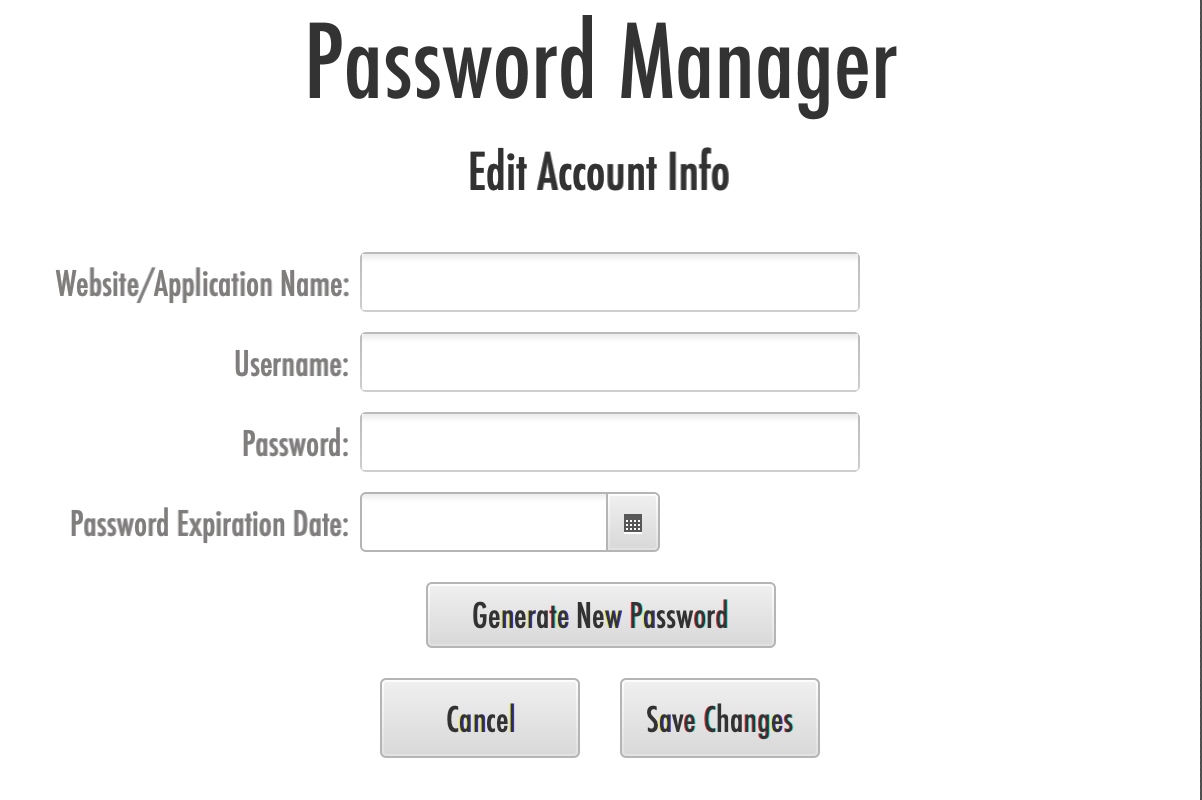 Password Manager
Edit Account Info
Website/Application Name:
Username:
Password:
Password Expiration Date:
Generate New Password
Cancel Save Changes